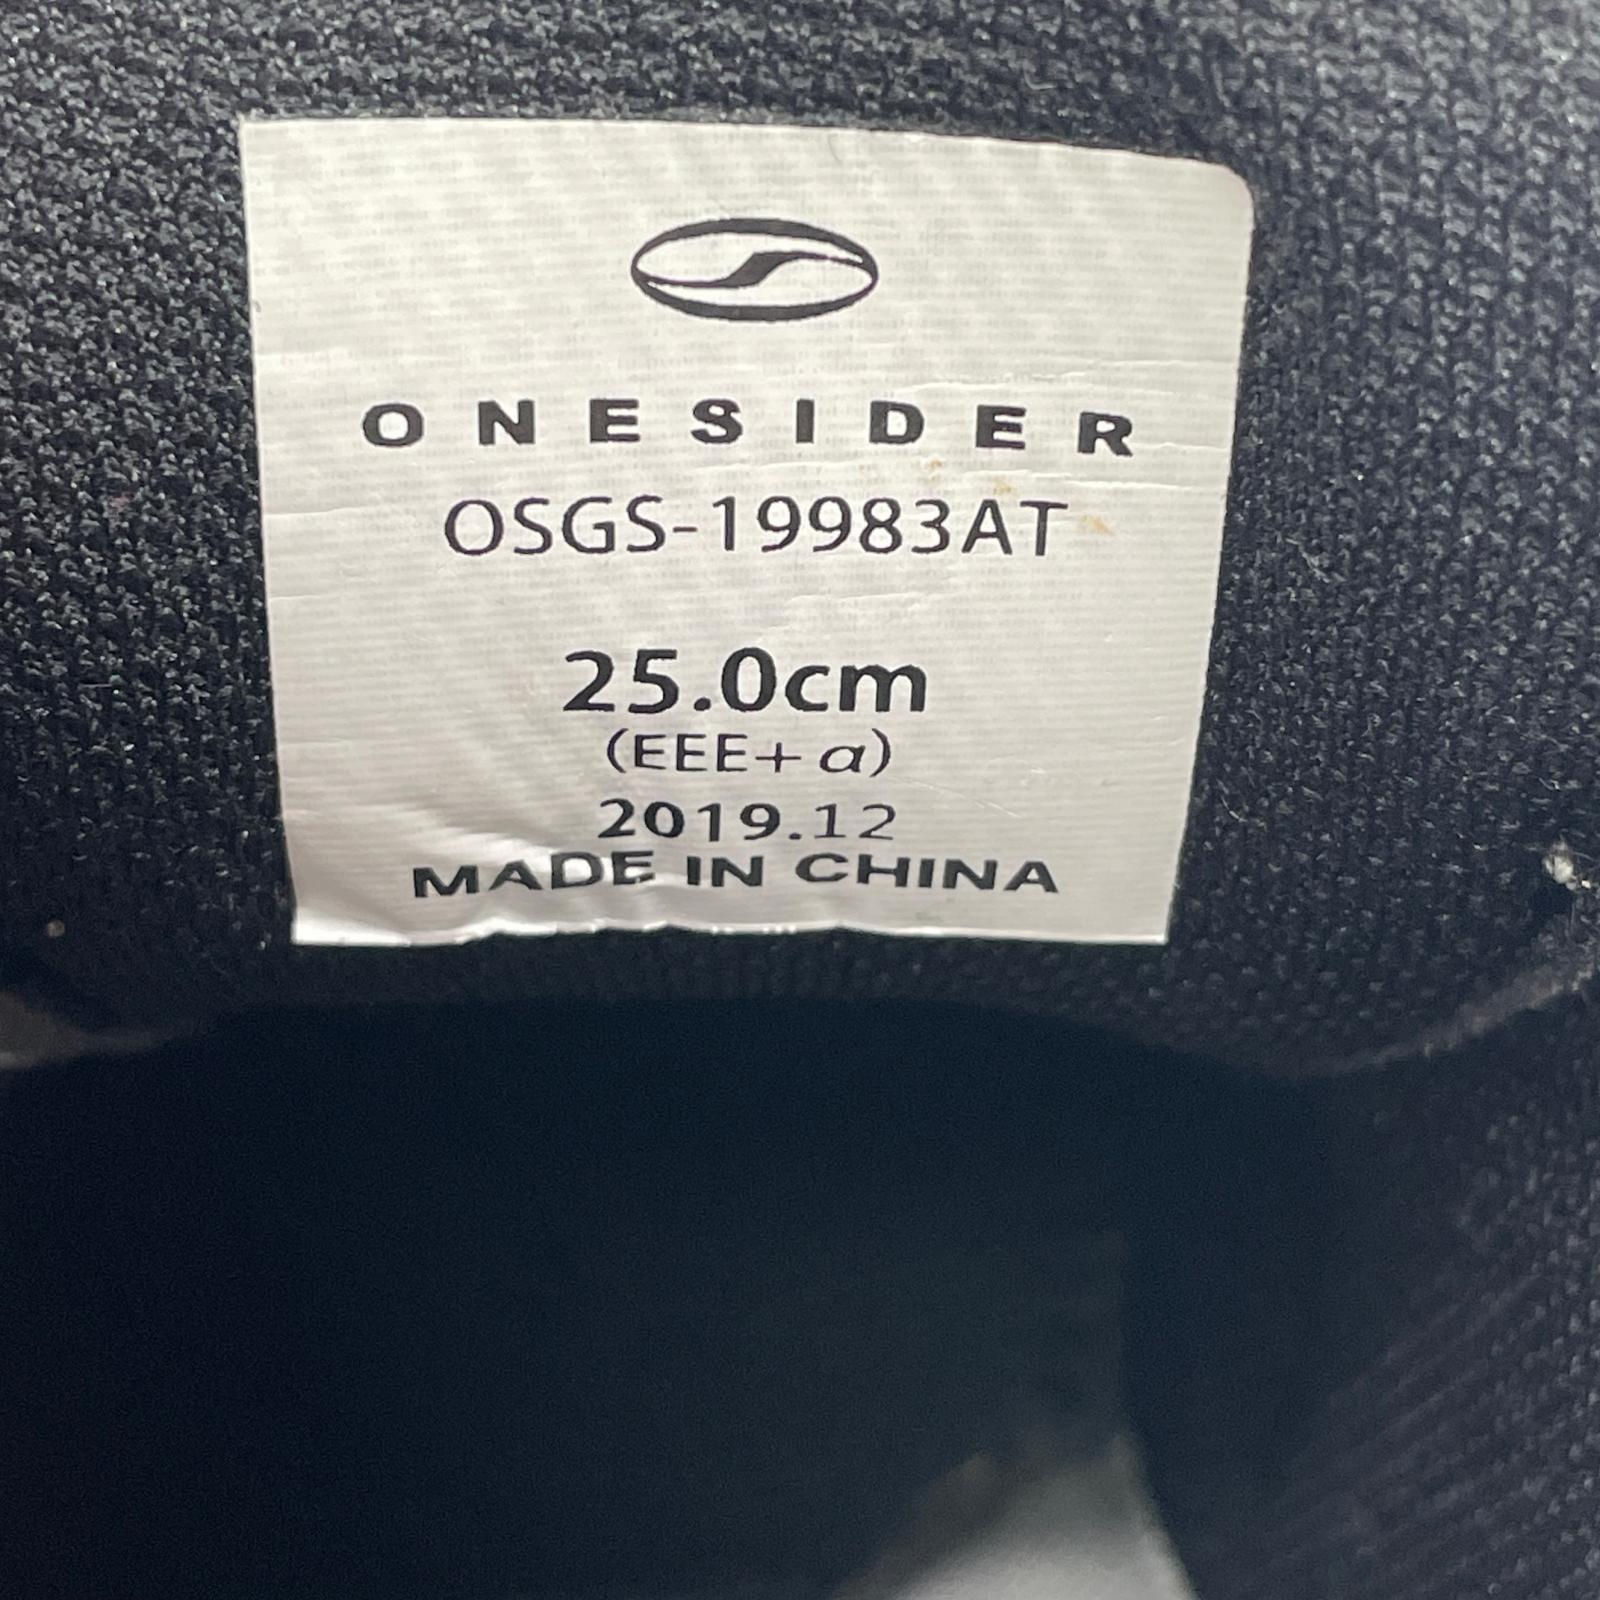 ONESIDER
OSGS-19983AT
25.0cm
(EEE+α)
2019.12
MADE IN CHINA